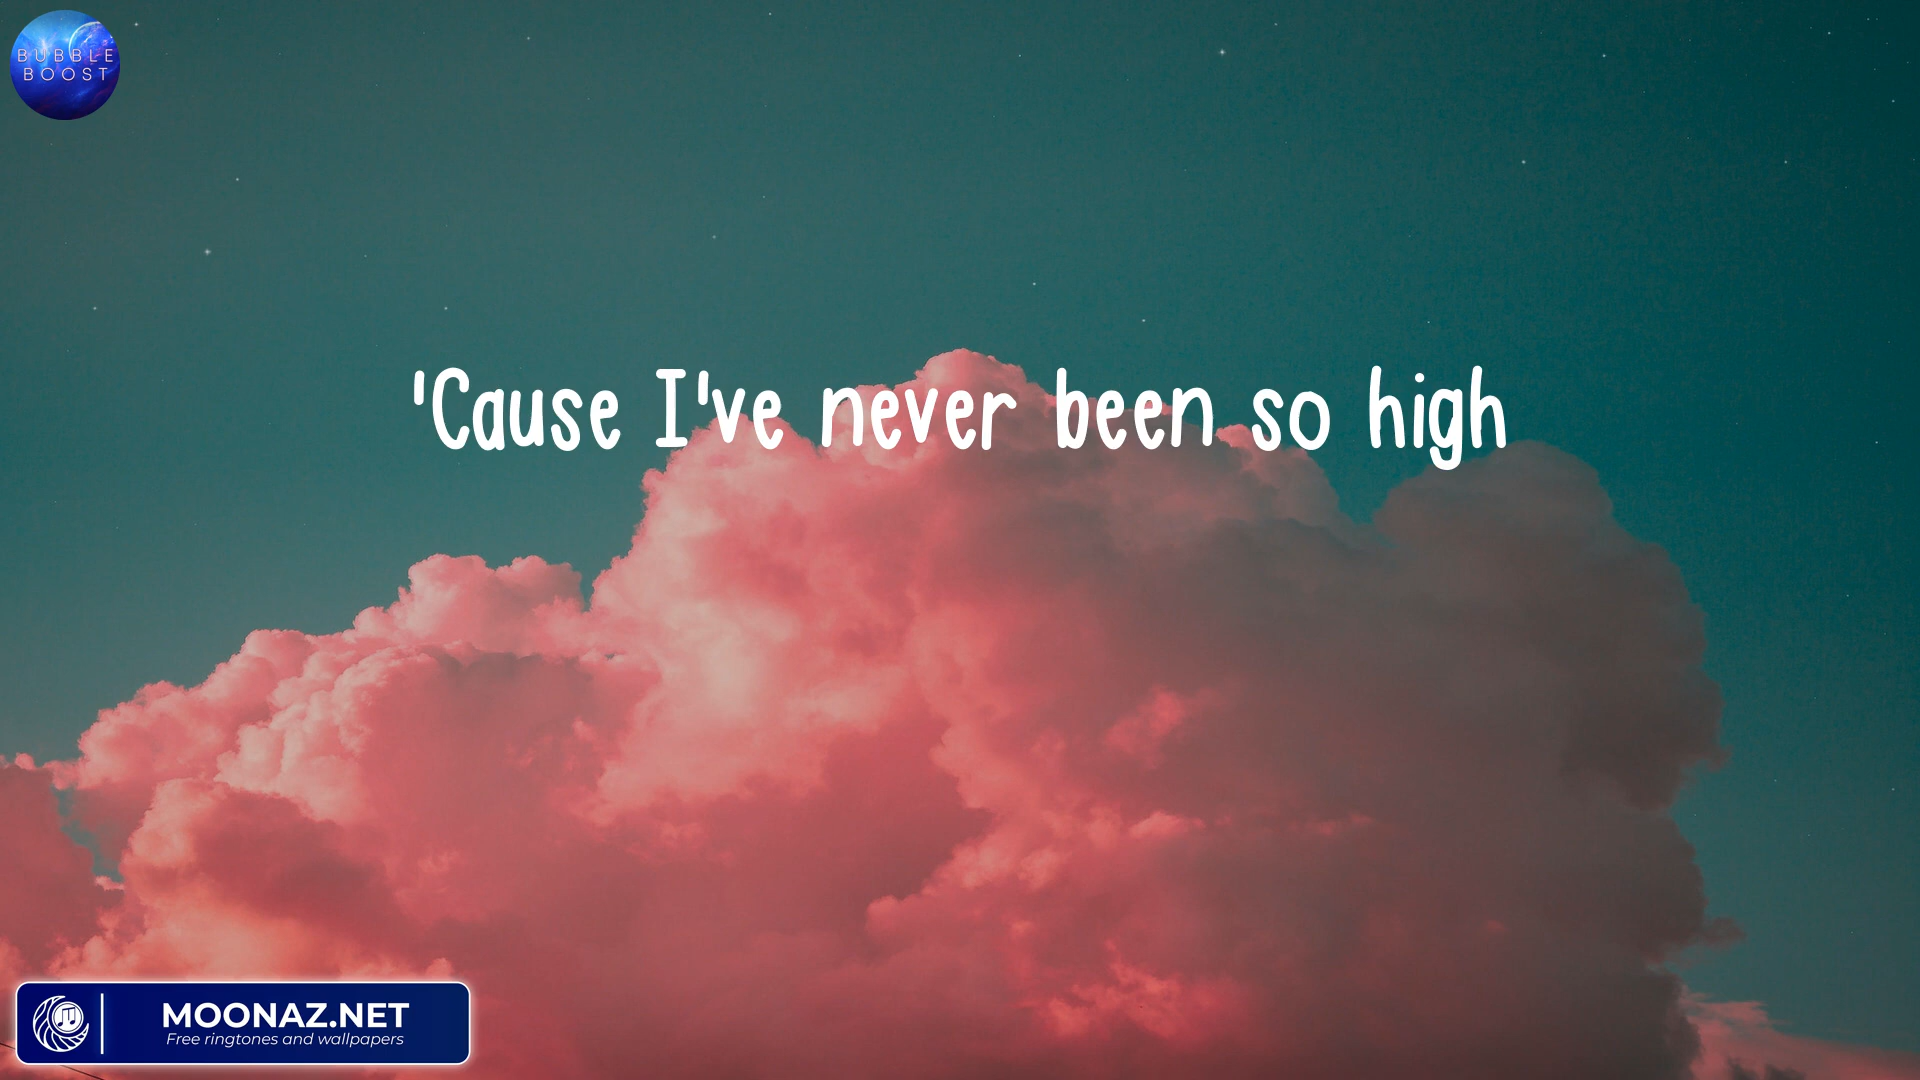 BUBBLE
BOOST
'Cause I've never been so high
MOONAZ.NET
Free ringtones and wallpapers